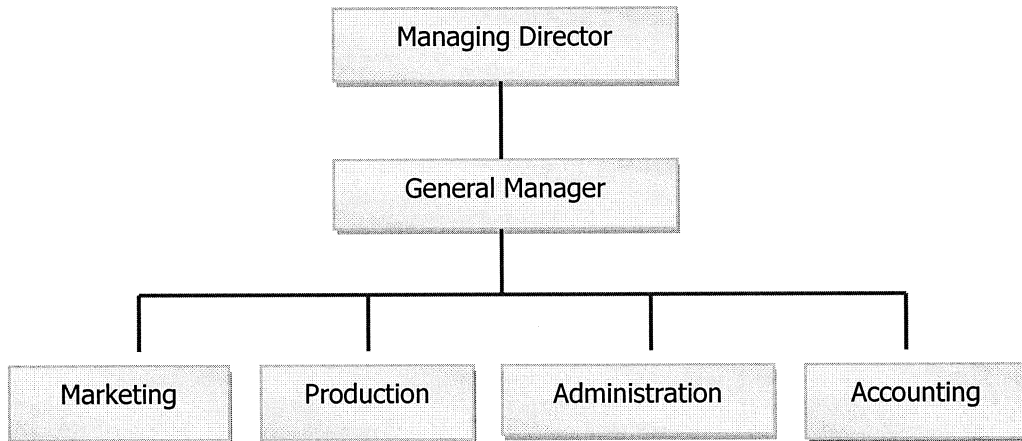 Managing Director
General Manager
Marketing
Production
Administration
Accounting